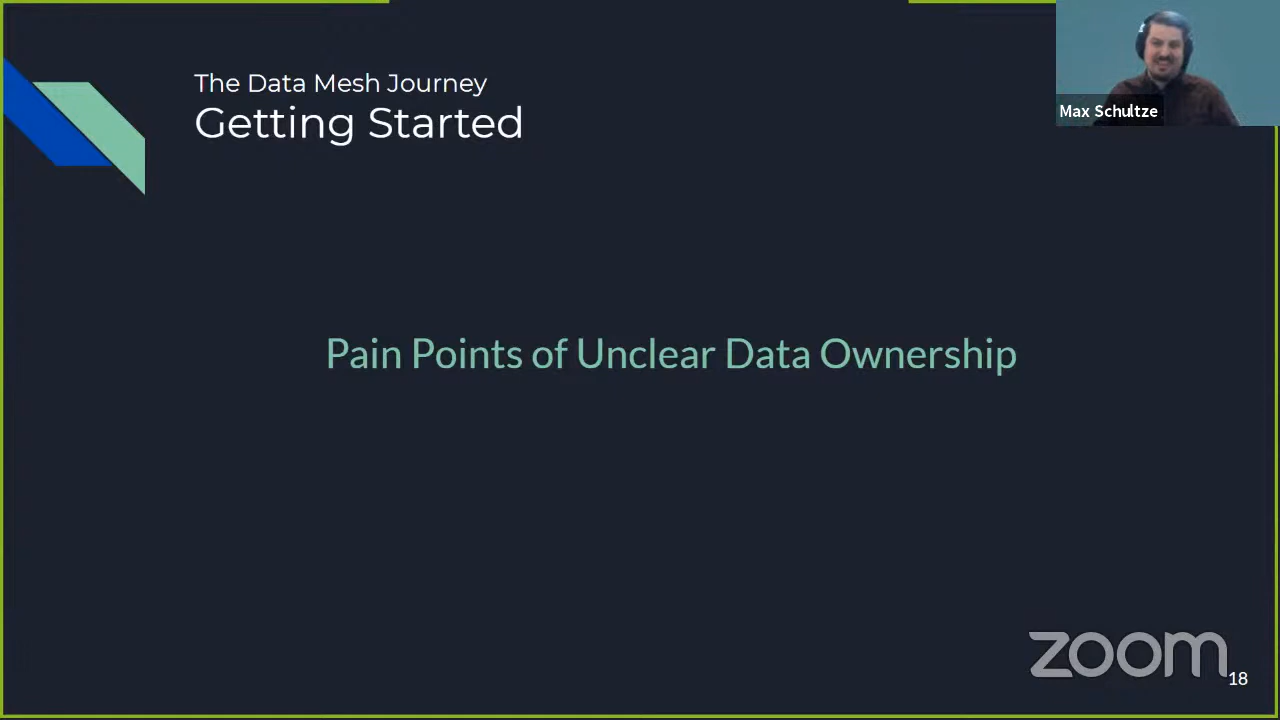 The Data Mesh Journey
Getting Started
Max Schultze
Pain Points of Unclear Data Ownership
zoom
18